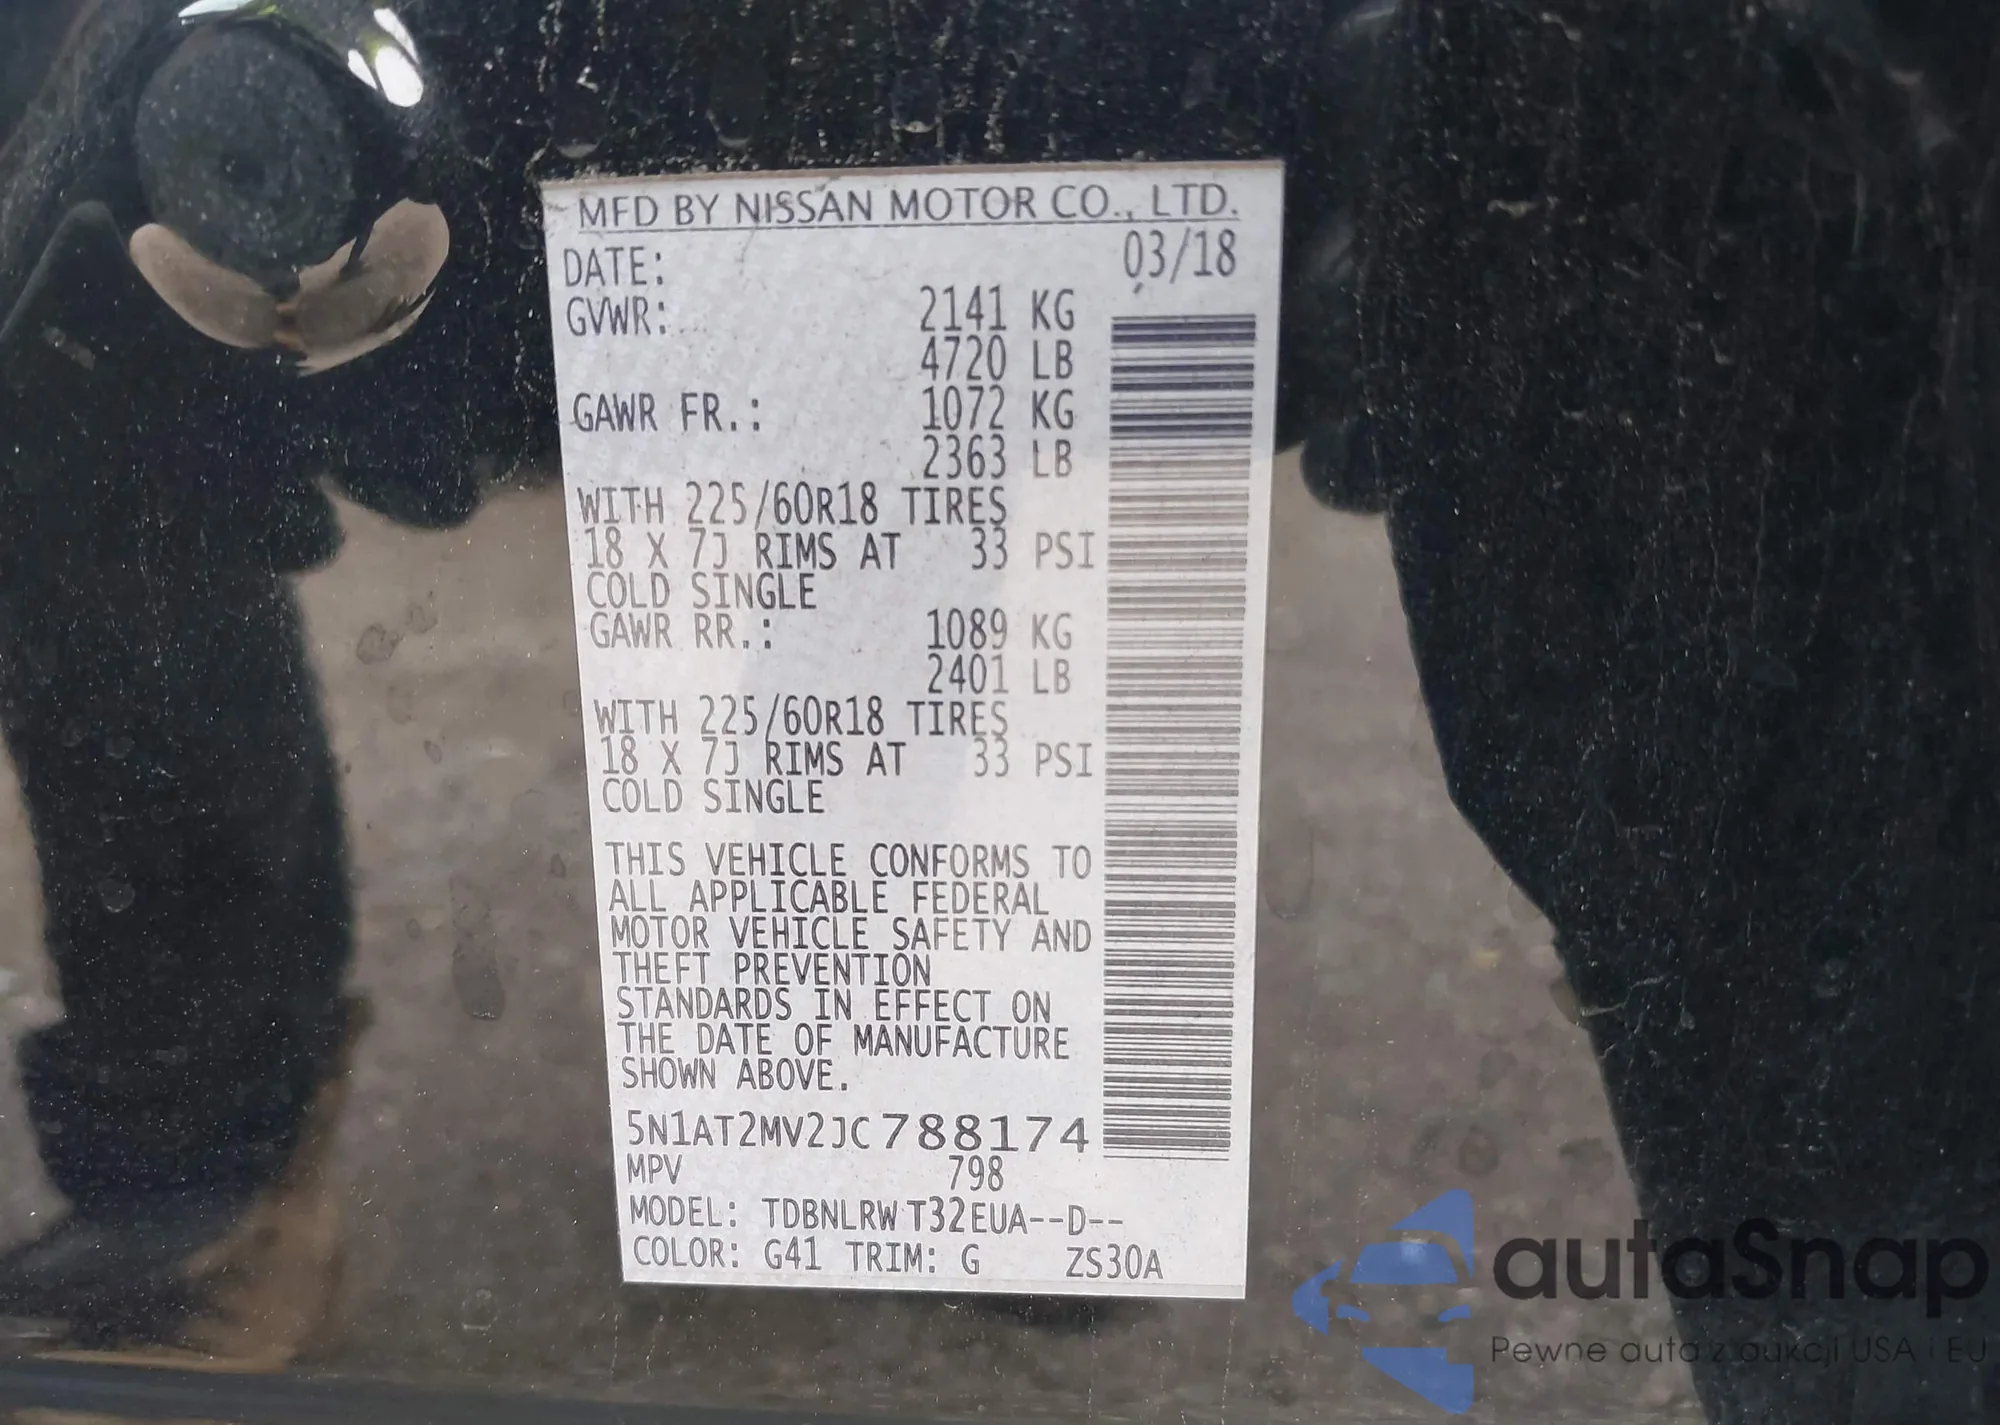 MFD BY NISSAN MOTOR CO., LTD.
DATE: 03/18
GVWR: 2141 KG
4720 LB
GAWR FR.: 1072 KG
2363 LB
WITH 225/60R18 TIRES
18 X 7J RIMS AT 33 PSI
COLD SINGLE
GAWR RR.: 1089 KG
2401 LB
WITH 225/60R18 TIRES
18 X 7J RIMS AT 33 PSI
COLD SINGLE
THIS VEHICLE CONFORMS TO
ALL APPLICABLE FEDERAL
MOTOR VEHICLE SAFETY AND
THEFT PREVENTION
STANDARDS IN EFFECT ON
THE DATE OF MANUFACTURE
SHOWN ABOVE.
5N1AT2MV2JC788174
MPV 798
MODEL: TDBNLRW T32EUA--D--
COLOR: G41 TRIM: G ZS30A
autaSnap
Pewne auta z aukcji USA i EU